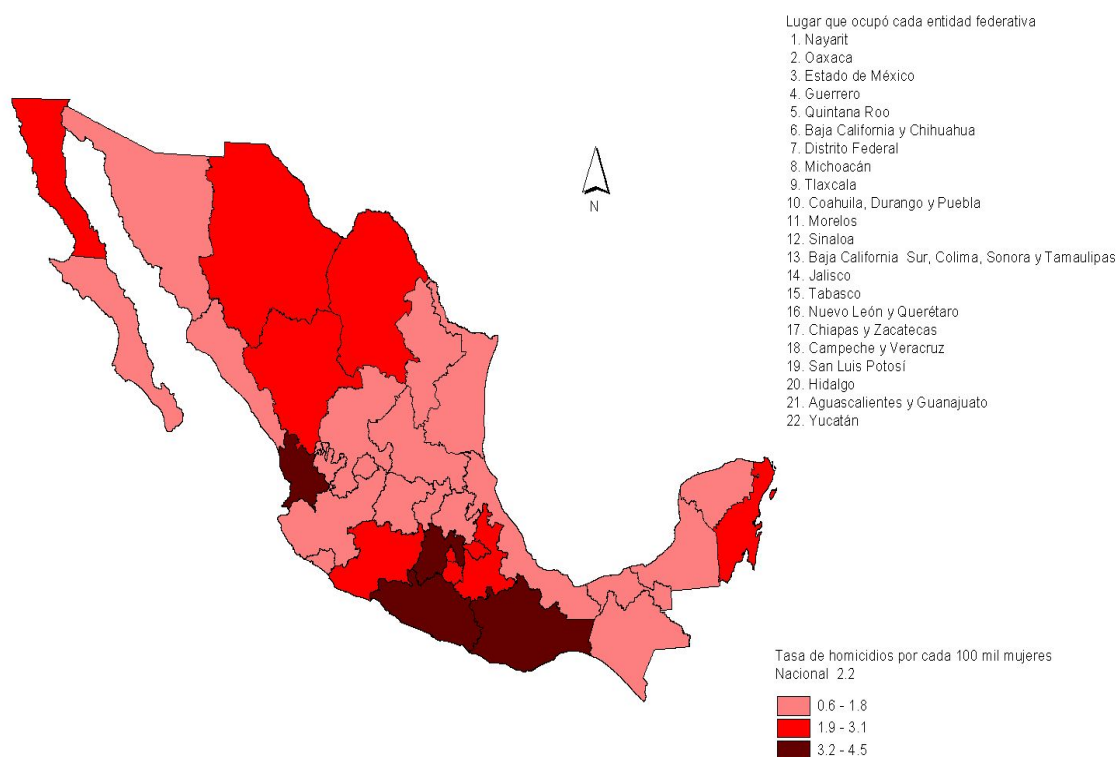 Lugar que ocupó cada entidad federativa
1. Nayarit
2. Oaxaca
3. Estado de México
4. Guerrero
5. Quintana Roo
6. Baja California y Chihuahua
7. Distrito Federal
8. Michoacán
9. Tlaxcala
10. Coahuila, Durango y Puebla
11. Morelos
12. Sinaloa
13. Baja California  Sur, Colima, Sonora y Tamaulipas
14. Jalisco
15. Tabasco
16. Nuevo León y Querétaro
17. Chiapas y Zacatecas
18. Campeche y Veracruz
19. San Luis Potosí
20. Hidalgo
21. Aguascalientes y Guanajuato
22. Yucatán
N
Tasa de homicidios por cada 100 mil mujeres
Nacional  2.2
0.6 - 1.8
1.9 - 3.1
3.2 - 4.5